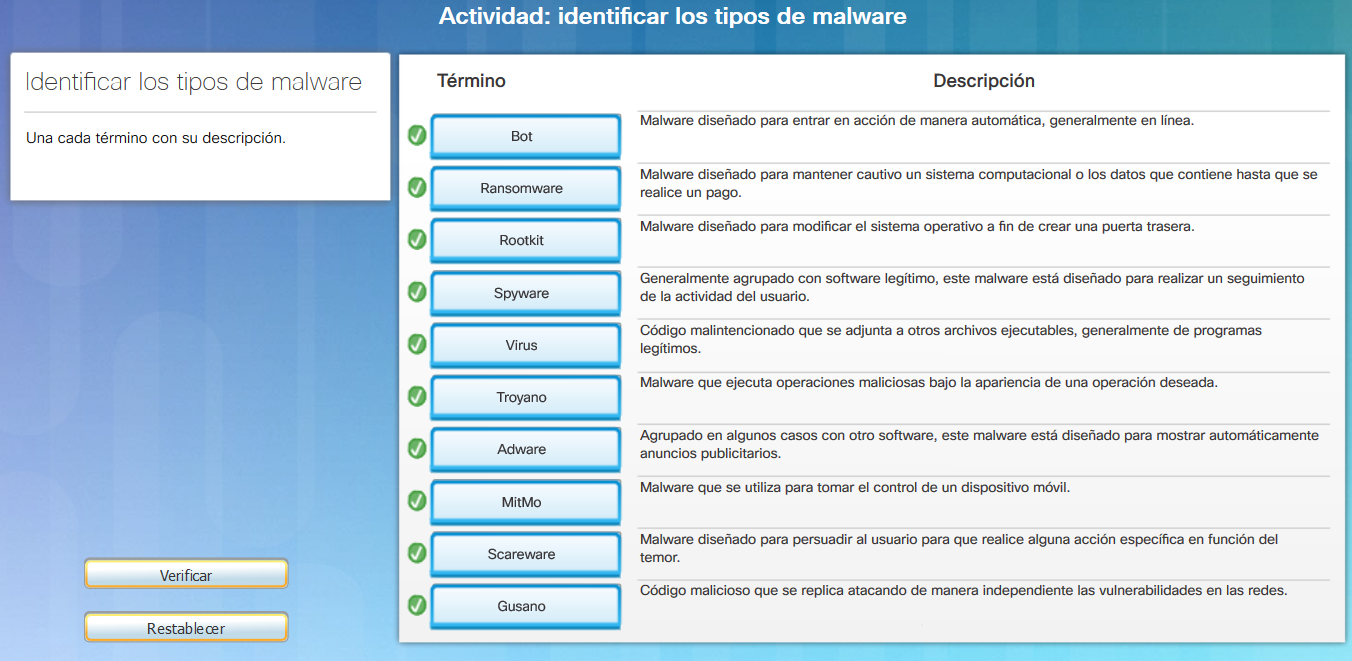 Actividad: identificar los tipos de malware
Identificar los tipos de malware
Una cada término con su descripción.
Término
Descripción
Bot
Malware diseñado para entrar en acción de manera automática, generalmente en línea.
Ransomware
Malware diseñado para mantener cautivo un sistema computacional o los datos que contiene hasta que se
realice un pago.
Rootkit
Malware diseñado para modificar el sistema operativo a fin de crear una puerta trasera.
Spyware
Generalmente agrupado con software legítimo, este malware está diseñado para realizar un seguimiento
de la actividad del usuario.
Virus
Código malintencionado que se adjunta a otros archivos ejecutables, generalmente de programas
legítimos.
Troyano
Malware que ejecuta operaciones maliciosas bajo la apariencia de una operación deseada.
Adware
Agrupado en algunos casos con otro software, este malware está diseñado para mostrar automáticamente
anuncios publicitarios.
MitMo
Malware que se utiliza para tomar el control de un dispositivo móvil.
Scareware
Malware diseñado para persuadir al usuario para que realice alguna acción específica en función del
temor.
Gusano
Código malicioso que se replica atacando de manera independiente las vulnerabilidades en las redes.
Verificar
Restablecer